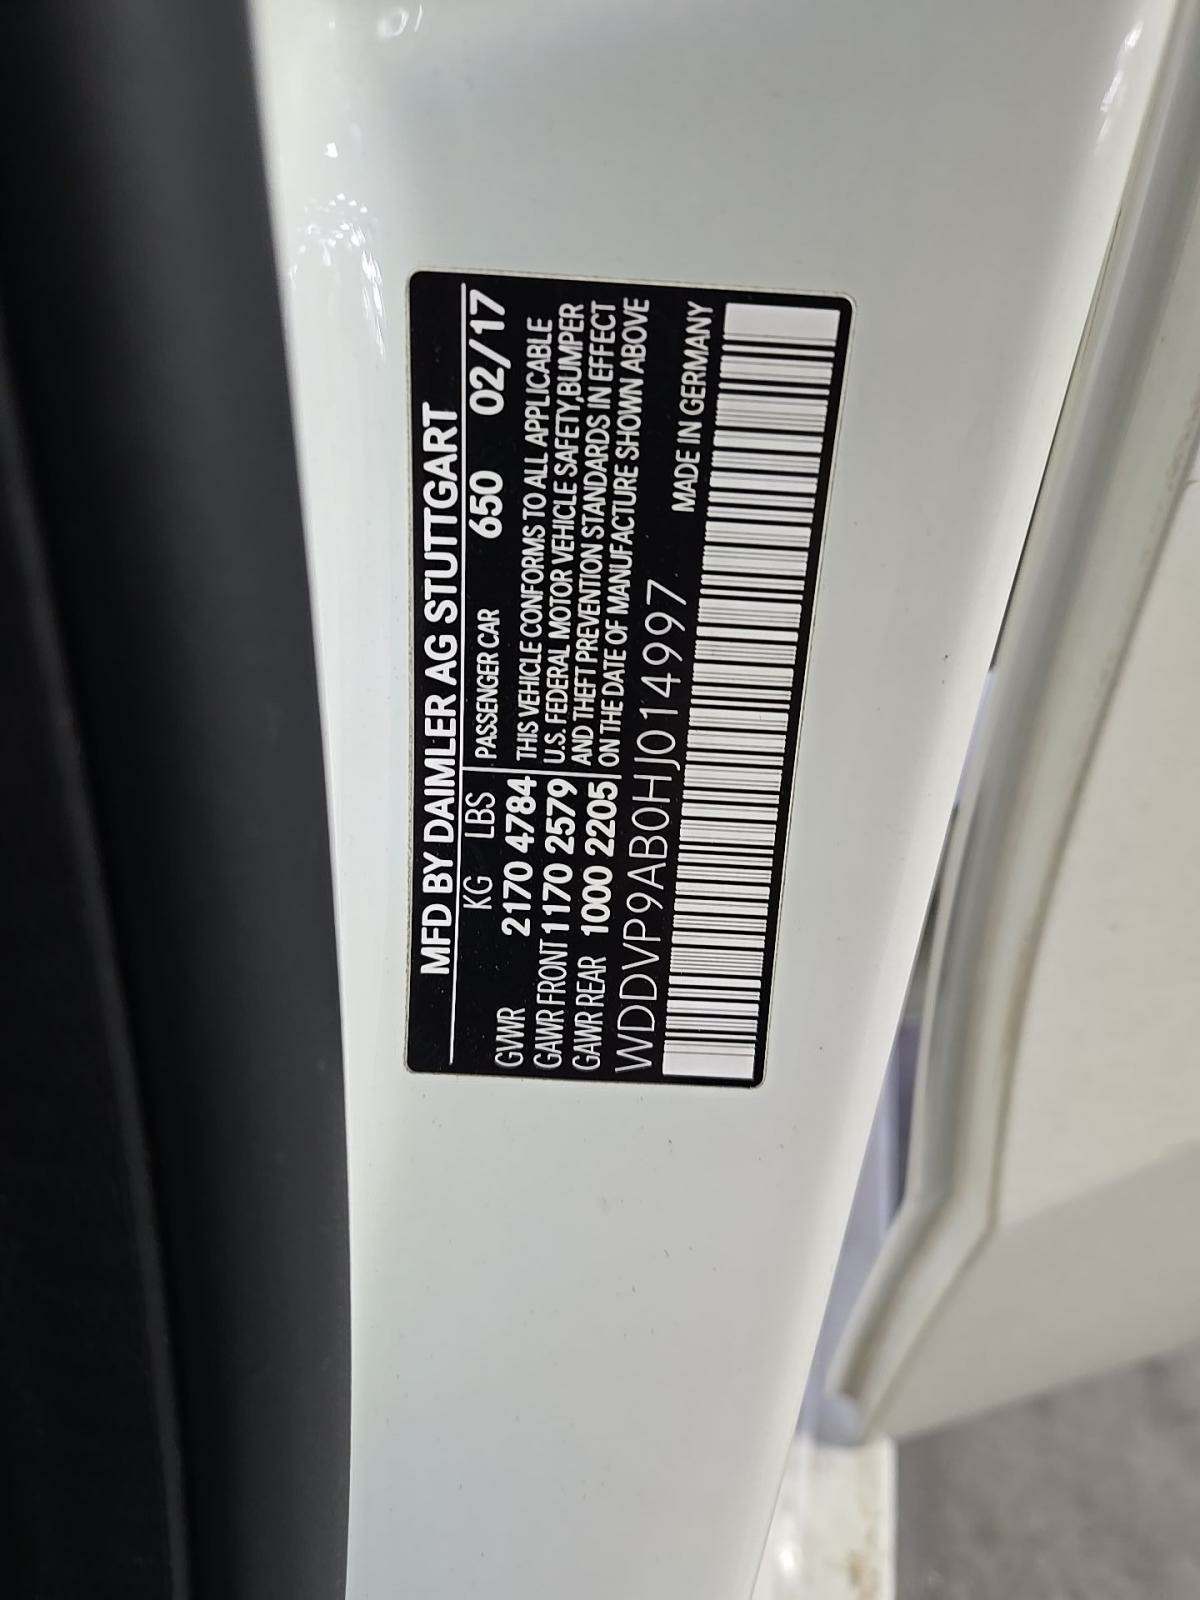 MFD BY DAIMLER AG STUTTGART
KG LBS PASSENGER CAR 650 02/17
GVWR 2170 4784 THIS VEHICLE CONFORMS TO ALL APPLICABLE
GAWR FRONT 1170 2579 U.S. FEDERAL MOTOR VEHICLE SAFETY,BUMPER
GAWR REAR 1000 2205 AND THEFT PREVENTION STANDARDS IN EFFECT
ON THE DATE OF MANUFACTURE SHOWN ABOVE
WDDVP9AB0HJ014997 MADE IN GERMANY